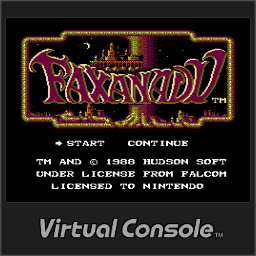 FAXANADU TM
START CONTINUE
TM AND © 1988 HUDSON SOFT
UNDER LICENSE FROM FALCOM
LICENSED TO NINTENDO
Virtual Console TM